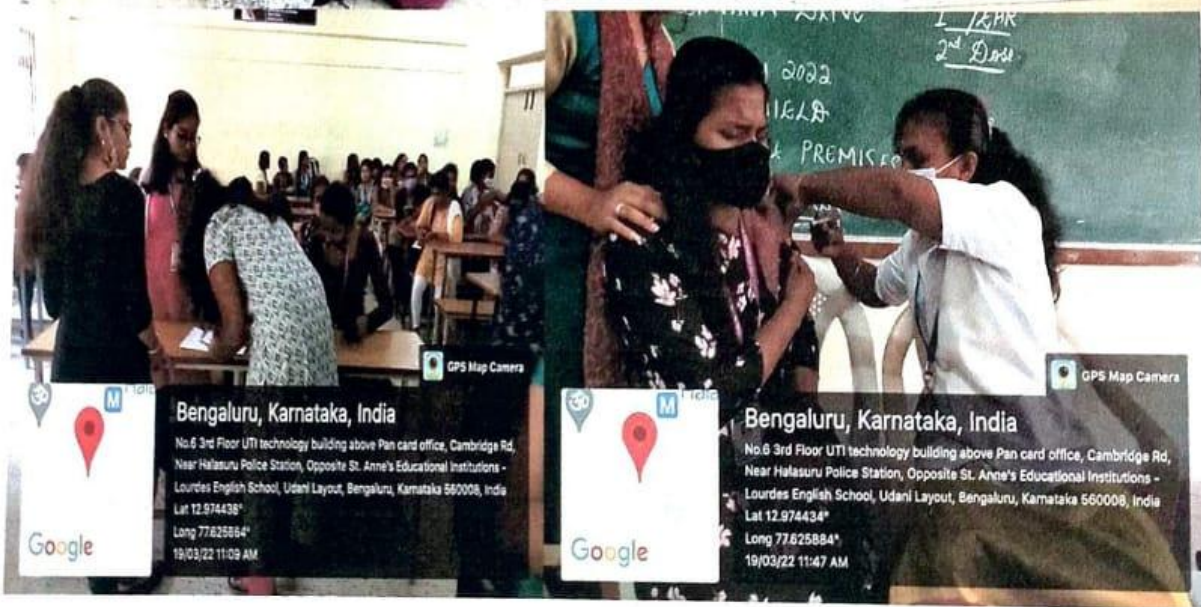 GPS Map Camera
Bengaluru, Karnataka, India
No.6 3rd Floor UTI technology building above Pan card office, Cambridge Rd,
Near Halasuru Police Station, Opposite St. Anne's Educational Institutions -
Lourdes English School, Udani Layout, Bengaluru, Karnataka 560008, India
Lat 12.974438°
Long 77.625864°
19/03/22 11:09 AM
M
Google
I YEAR
2nd Dose
2022
IELD
PREMISES
GPS Map Camera
Bengaluru, Karnataka, India
No.6 3rd Floor UTI technology building above Pan card office, Cambridge Rd,
Near Halasuru Police Station, Opposite St. Anne's Educational Institutions -
Lourdes English School, Udani Layout, Bengaluru, Karnataka 560008, India
Lat 12.974434°
Long 77.625884°
19/03/22 11:47 AM
M
Google